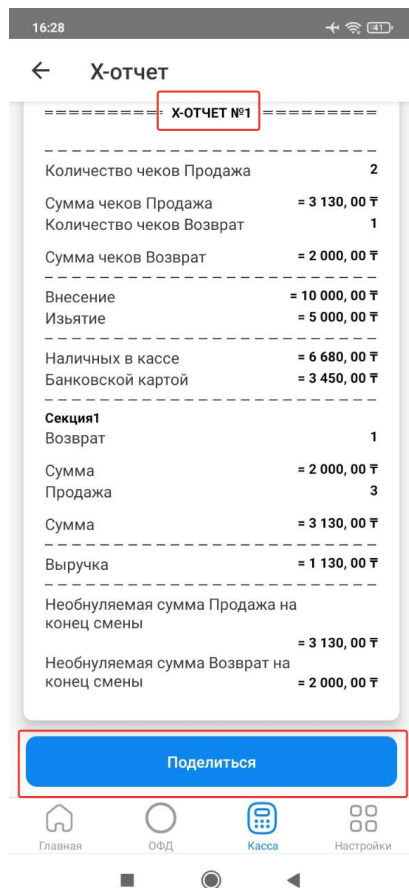 16:28
41
Х-отчет
========= Х-ОТЧЕТ №1 =========
Количество чеков Продажа 2
Сумма чеков Продажа = 3 130, 00 ₸
Количество чеков Возврат 1
Сумма чеков Возврат = 2 000, 00 ₸
Внесение = 10 000, 00 ₸
Изьятие = 5 000, 00 ₸
Наличных в кассе = 6 680, 00 ₸
Банковской картой = 3 450, 00 ₸
Секция1
Возврат 1
Сумма = 2 000, 00 ₸
Продажа 3
Сумма = 3 130, 00 ₸
Выручка = 1 130, 00 ₸
Необнуляемая сумма Продажа на
конец смены
= 3 130, 00 ₸
Необнуляемая сумма Возврат на
конец смены = 2 000, 00 ₸
Поделиться
Главная ОФД Касса Настройки